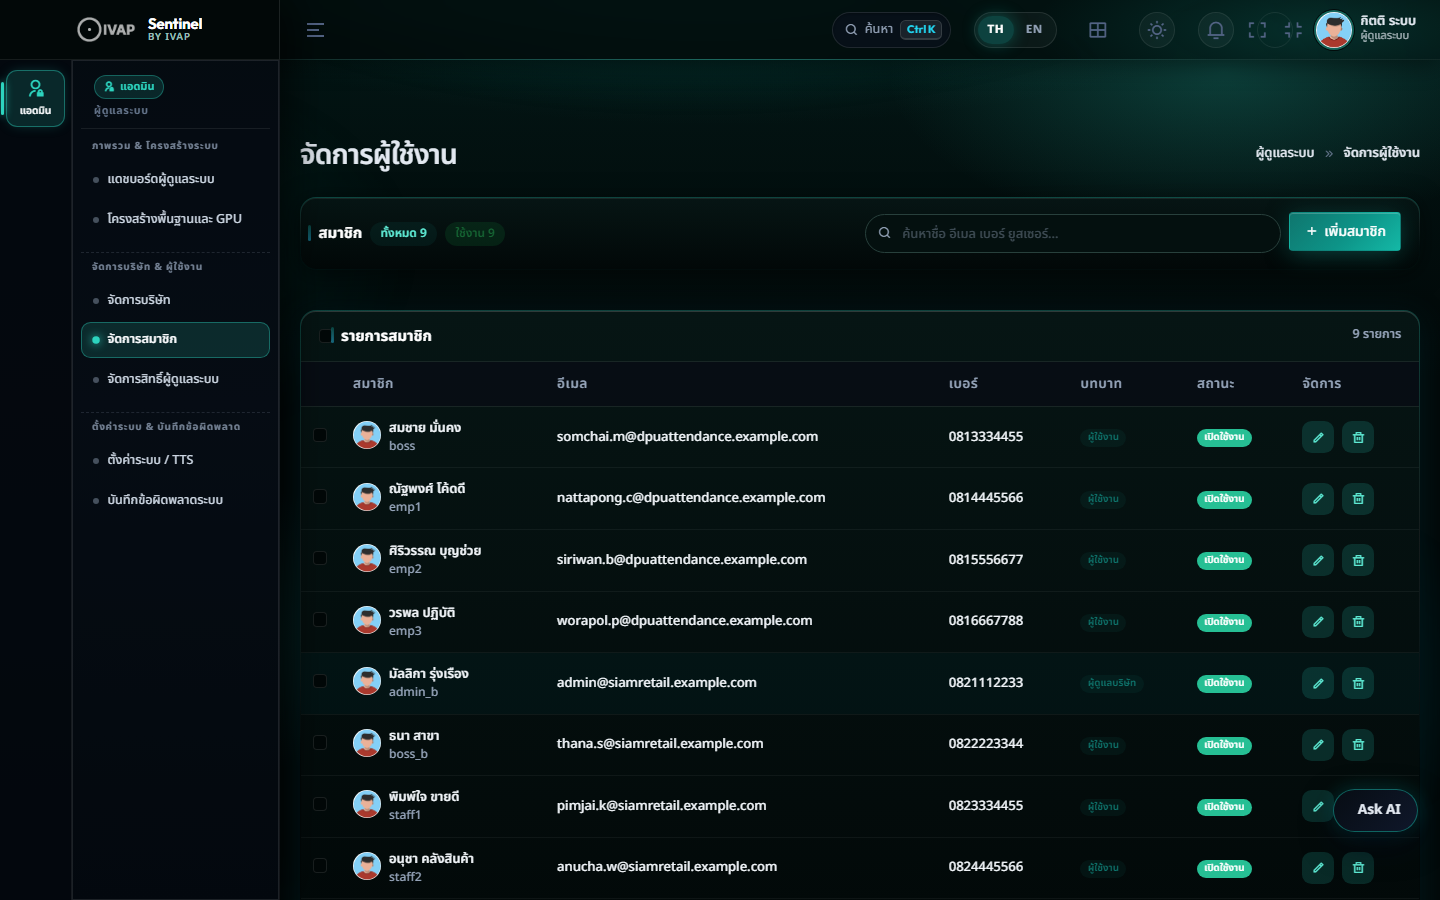 IVAP
Sentinel
BY IVAP
ค้นหา Ctrl K
TH EN
กิตติ ระบบ
ผู้ดูแลระบบ
แอดมิน
แอดมิน
ผู้ดูแลระบบ
ภาพรวม & โครงสร้างระบบ
แดชบอร์ดผู้ดูแลระบบ
โครงสร้างพื้นฐานและ GPU
จัดการบริษัท & ผู้ใช้งาน
จัดการบริษัท
จัดการสมาชิก
จัดการสิทธิ์ผู้ดูแลระบบ
ตั้งค่าระบบ & บันทึกข้อผิดพลาด
ตั้งค่าระบบ / TTS
บันทึกข้อผิดพลาดระบบ
จัดการผู้ใช้งาน
ผู้ดูแลระบบ » จัดการผู้ใช้งาน
สมาชิก ทั้งหมด 9 ใช้งาน 9
ค้นหาชื่อ อีเมล เบอร์ ยูสเซอร์...
+ เพิ่มสมาชิก
รายการสมาชิก 9 รายการ
สมาชิก อีเมล เบอร์ บทบาท สถานะ จัดการ
สมชาย มั่นคง
boss
somchai.m@dpuattendance.example.com 0813334455 ผู้ใช้งาน เปิดใช้งาน
ณัฐพงศ์ โค้ดดี
emp1
nattapong.c@dpuattendance.example.com 0814445566 ผู้ใช้งาน เปิดใช้งาน
ศิริวรรณ บุญช่วย
emp2
siriwan.b@dpuattendance.example.com 0815556677 ผู้ใช้งาน เปิดใช้งาน
วรพล ปฏิบัติ
emp3
worapol.p@dpuattendance.example.com 0816667788 ผู้ใช้งาน เปิดใช้งาน
มัลลิกา รุ่งเรือง
admin_b
admin@siamretail.example.com 0821112233 ผู้ดูแลบริษัท เปิดใช้งาน
ธนา สาขา
boss_b
thana.s@siamretail.example.com 0822223344 ผู้ใช้งาน เปิดใช้งาน
พิมพ์ใจ ขายดี
staff1
pimjai.k@siamretail.example.com 0823334455 ผู้ใช้งาน เปิดใช้งาน
Ask AI
อนุชา คลังสินค้า
staff2
anucha.w@siamretail.example.com 0824445566 ผู้ใช้งาน เปิดใช้งาน